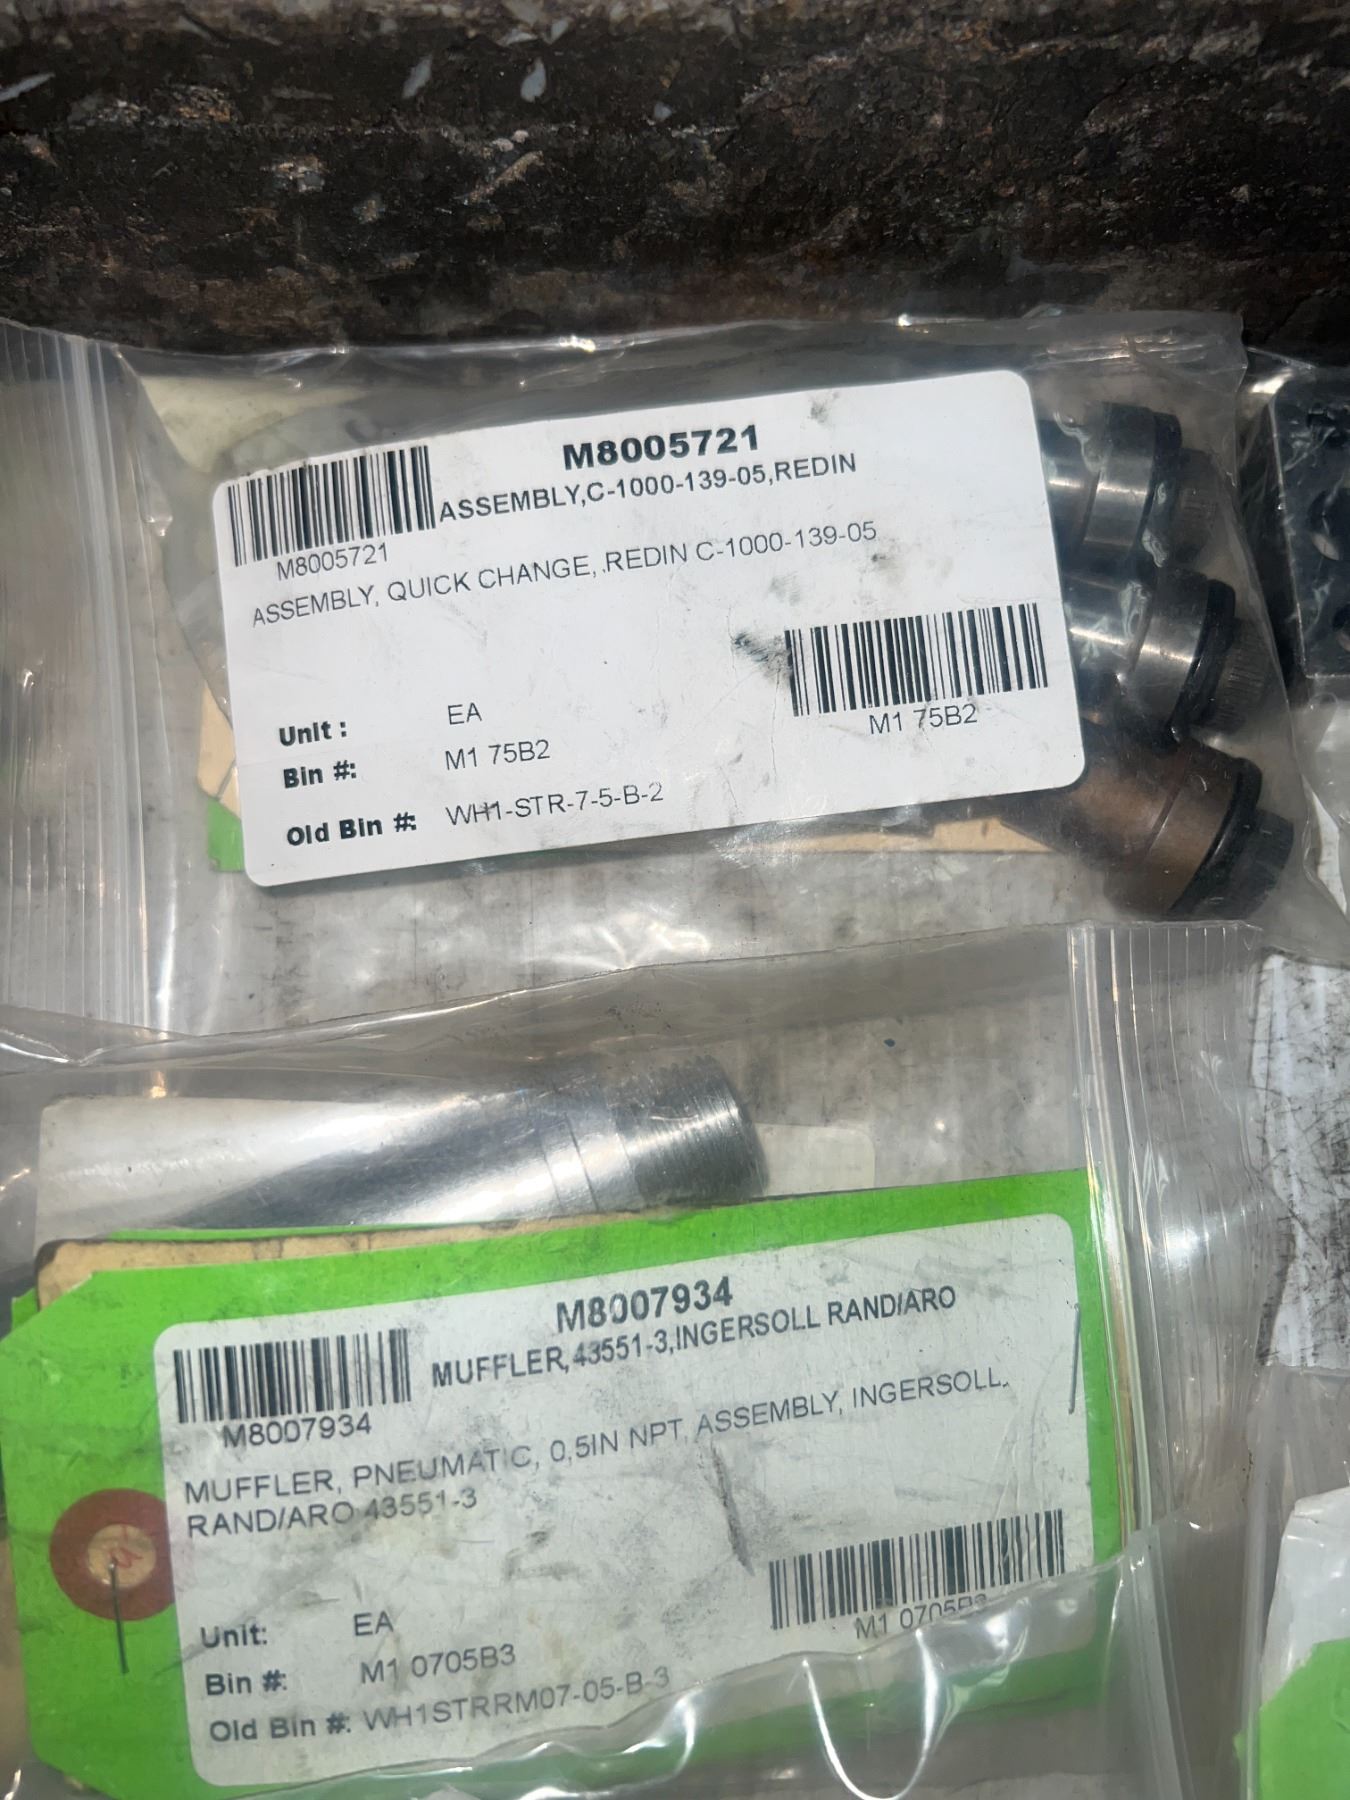 M8005721
ASSEMBLY,C-1000-139-05,REDIN
M8005721
ASSEMBLY, QUICK CHANGE, .REDIN C-1000-139-05
Unit : EA
Bin #: M1 75B2
M1 75B2
Old Bin #: WH1-STR-7-5-B-2
M8007934
MUFFLER,43551-3,INGERSOLL RAND/ARO
M8007934
MUFFLER, PNEUMATIC, 0,5IN NPT, ASSEMBLY, INGERSOLL,
RAND/ARO 43551-3
Unit: EA
Bin #: M1 0705B3
M1 0705B3
Old Bin #: WH1STRRM07-05-B-3